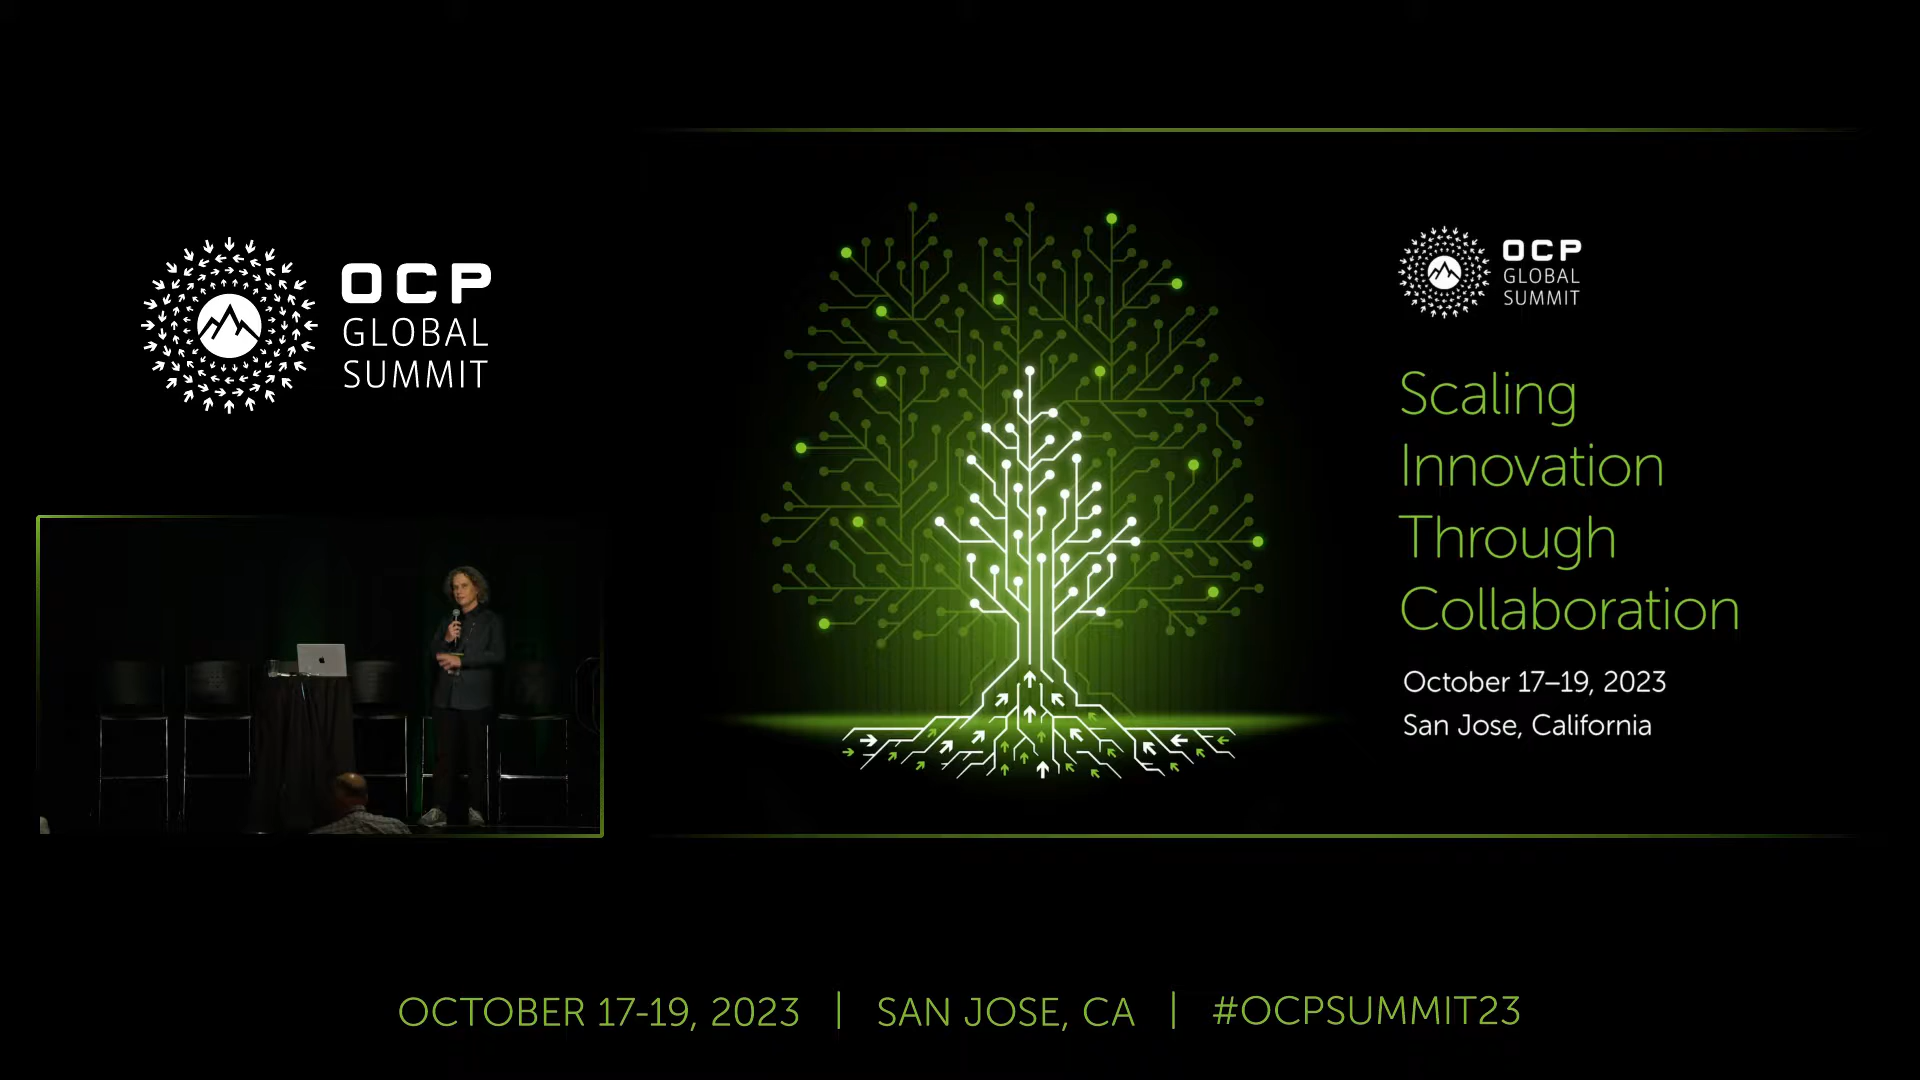 OCP
GLOBAL
SUMMIT
OCP
GLOBAL
SUMMIT
Scaling
Innovation
Through
Collaboration
October 17–19, 2023
San Jose, California
OCTOBER 17-19, 2023 | SAN JOSE, CA | #OCPSUMMIT23